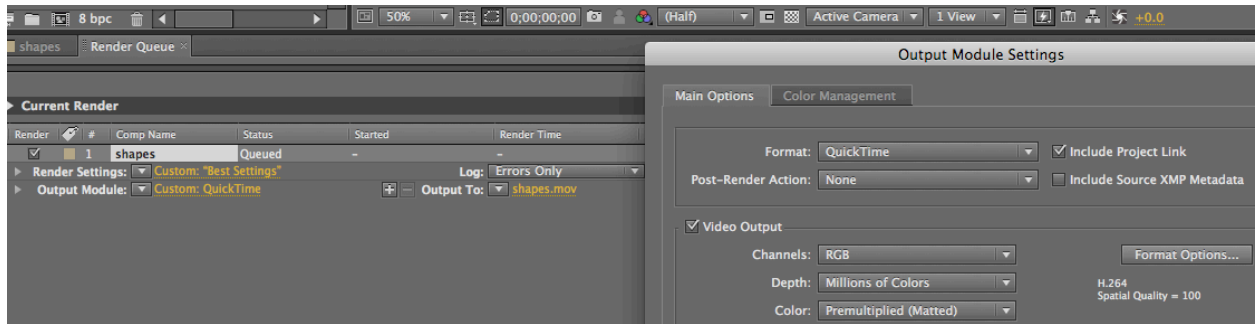 8 bpc 50% 0;00;00;00 (Half) Active Camera 1 View +0.0
shapes Render Queue ×
Output Module Settings
Main Options Color Management
Current Render
Render # Comp Name Status Started Render Time
1 shapes Queued – –
Render Settings: Custom: "Best Settings" Log: Errors Only
Output Module: Custom: QuickTime + – Output To: shapes.mov
Format: QuickTime Include Project Link
Post-Render Action: None Include Source XMP Metadata
Video Output
Channels: RGB Format Options...
Depth: Millions of Colors H.264
Spatial Quality = 100
Color: Premultiplied (Matted)